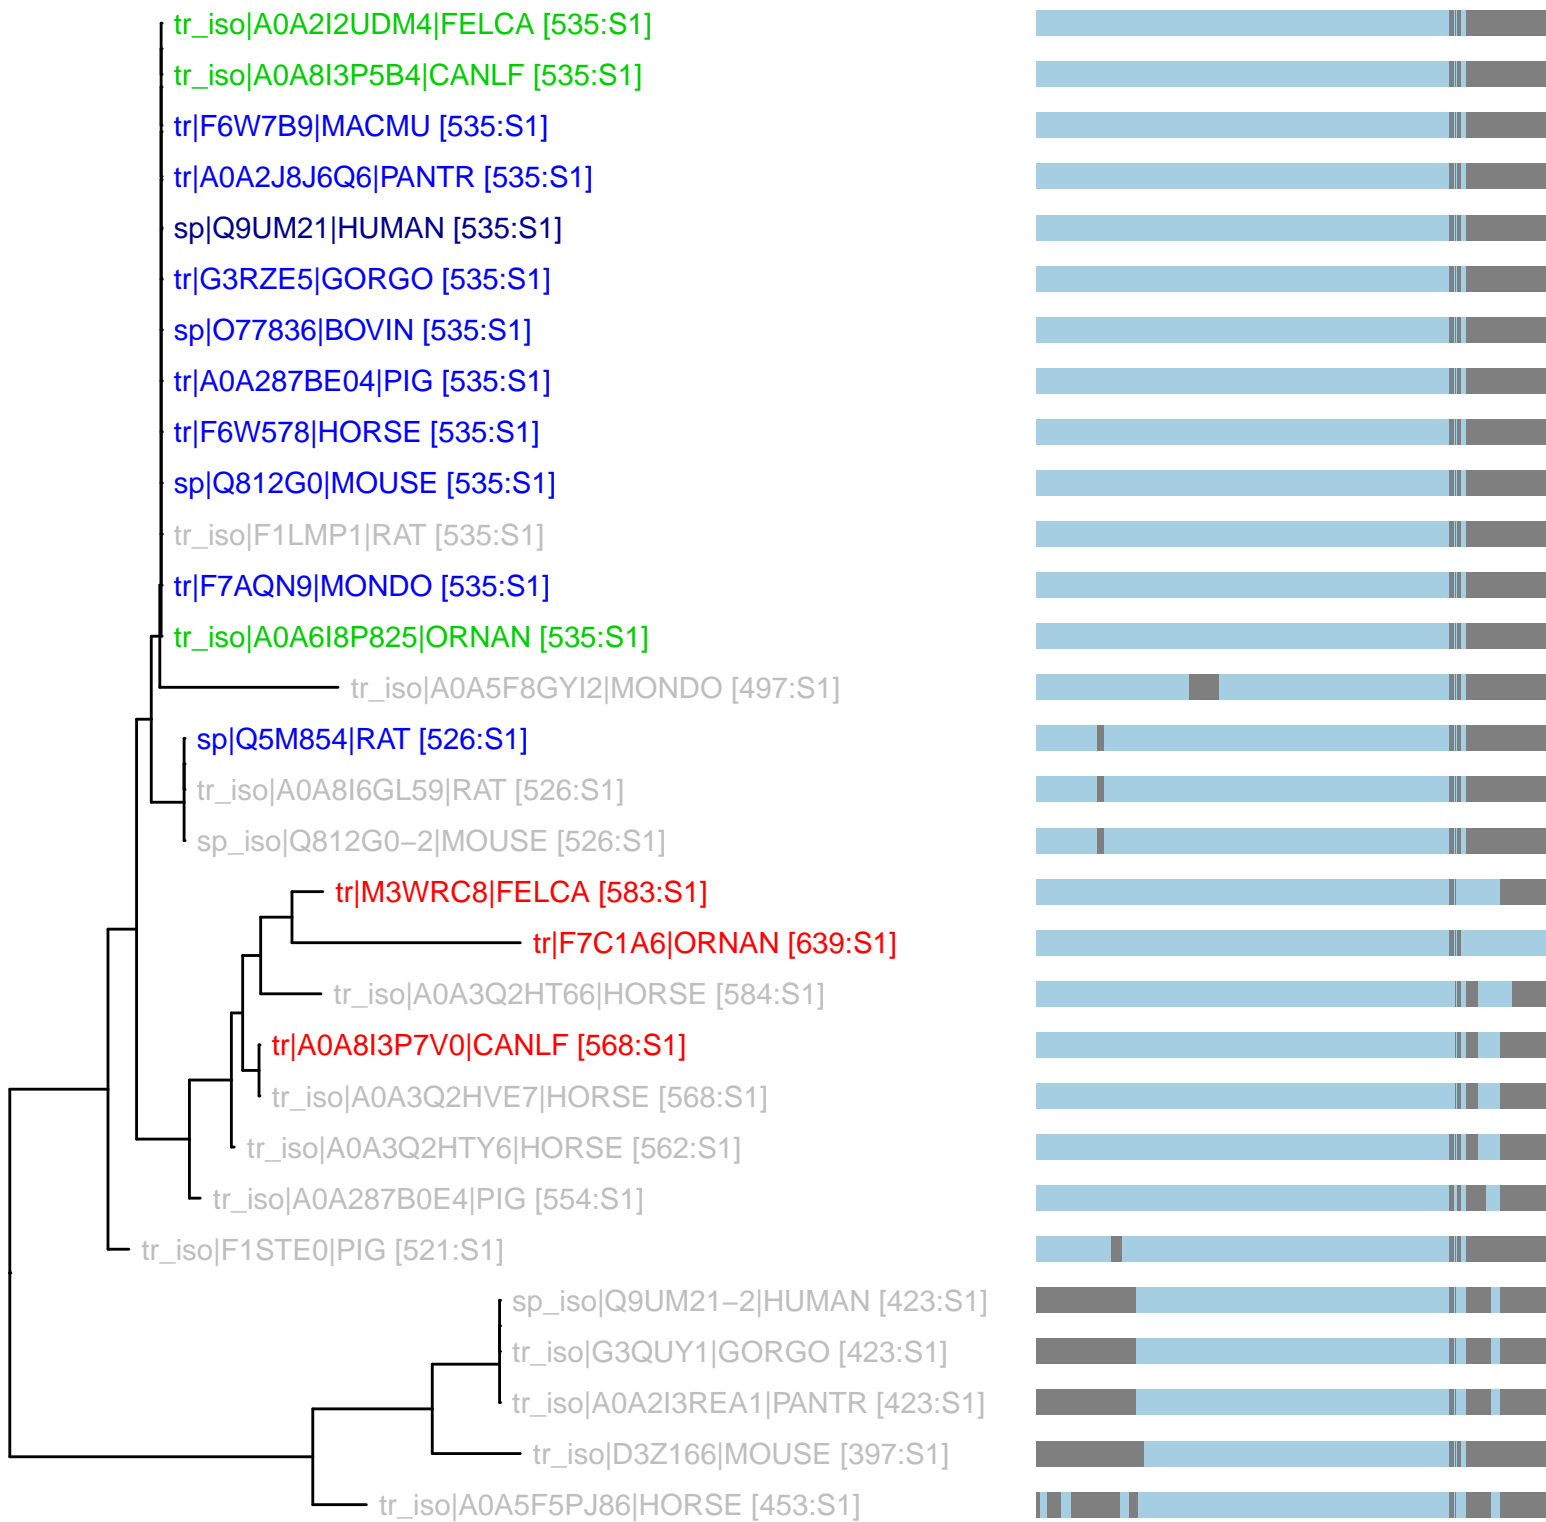 tr_iso|A0A2I2UDM4|FELCA [535:S1]
tr_iso|A0A8I3P5B4|CANLF [535:S1]
tr|F6W7B9|MACMU [535:S1]
tr|A0A2J8J6Q6|PANTR [535:S1]
sp|Q9UM21|HUMAN [535:S1]
tr|G3RZE5|GORGO [535:S1]
sp|O77836|BOVIN [535:S1]
tr|A0A287BE04|PIG [535:S1]
tr|F6W578|HORSE [535:S1]
sp|Q812G0|MOUSE [535:S1]
tr_iso|F1LMP1|RAT [535:S1]
tr|F7AQN9|MONDO [535:S1]
tr_iso|A0A6I8P825|ORNAN [535:S1]
tr_iso|A0A5F8GYI2|MONDO [497:S1]
sp|Q5M854|RAT [526:S1]
tr_iso|A0A8I6GL59|RAT [526:S1]
sp_iso|Q812G0−2|MOUSE [526:S1]
tr|M3WRC8|FELCA [583:S1]
tr|F7C1A6|ORNAN [639:S1]
tr_iso|A0A3Q2HT66|HORSE [584:S1]
tr|A0A8I3P7V0|CANLF [568:S1]
tr_iso|A0A3Q2HVE7|HORSE [568:S1]
tr_iso|A0A3Q2HTY6|HORSE [562:S1]
tr_iso|A0A287B0E4|PIG [554:S1]
tr_iso|F1STE0|PIG [521:S1]
sp_iso|Q9UM21−2|HUMAN [423:S1]
tr_iso|G3QUY1|GORGO [423:S1]
tr_iso|A0A2I3REA1|PANTR [423:S1]
tr_iso|D3Z166|MOUSE [397:S1]
tr_iso|A0A5F5PJ86|HORSE [453:S1]